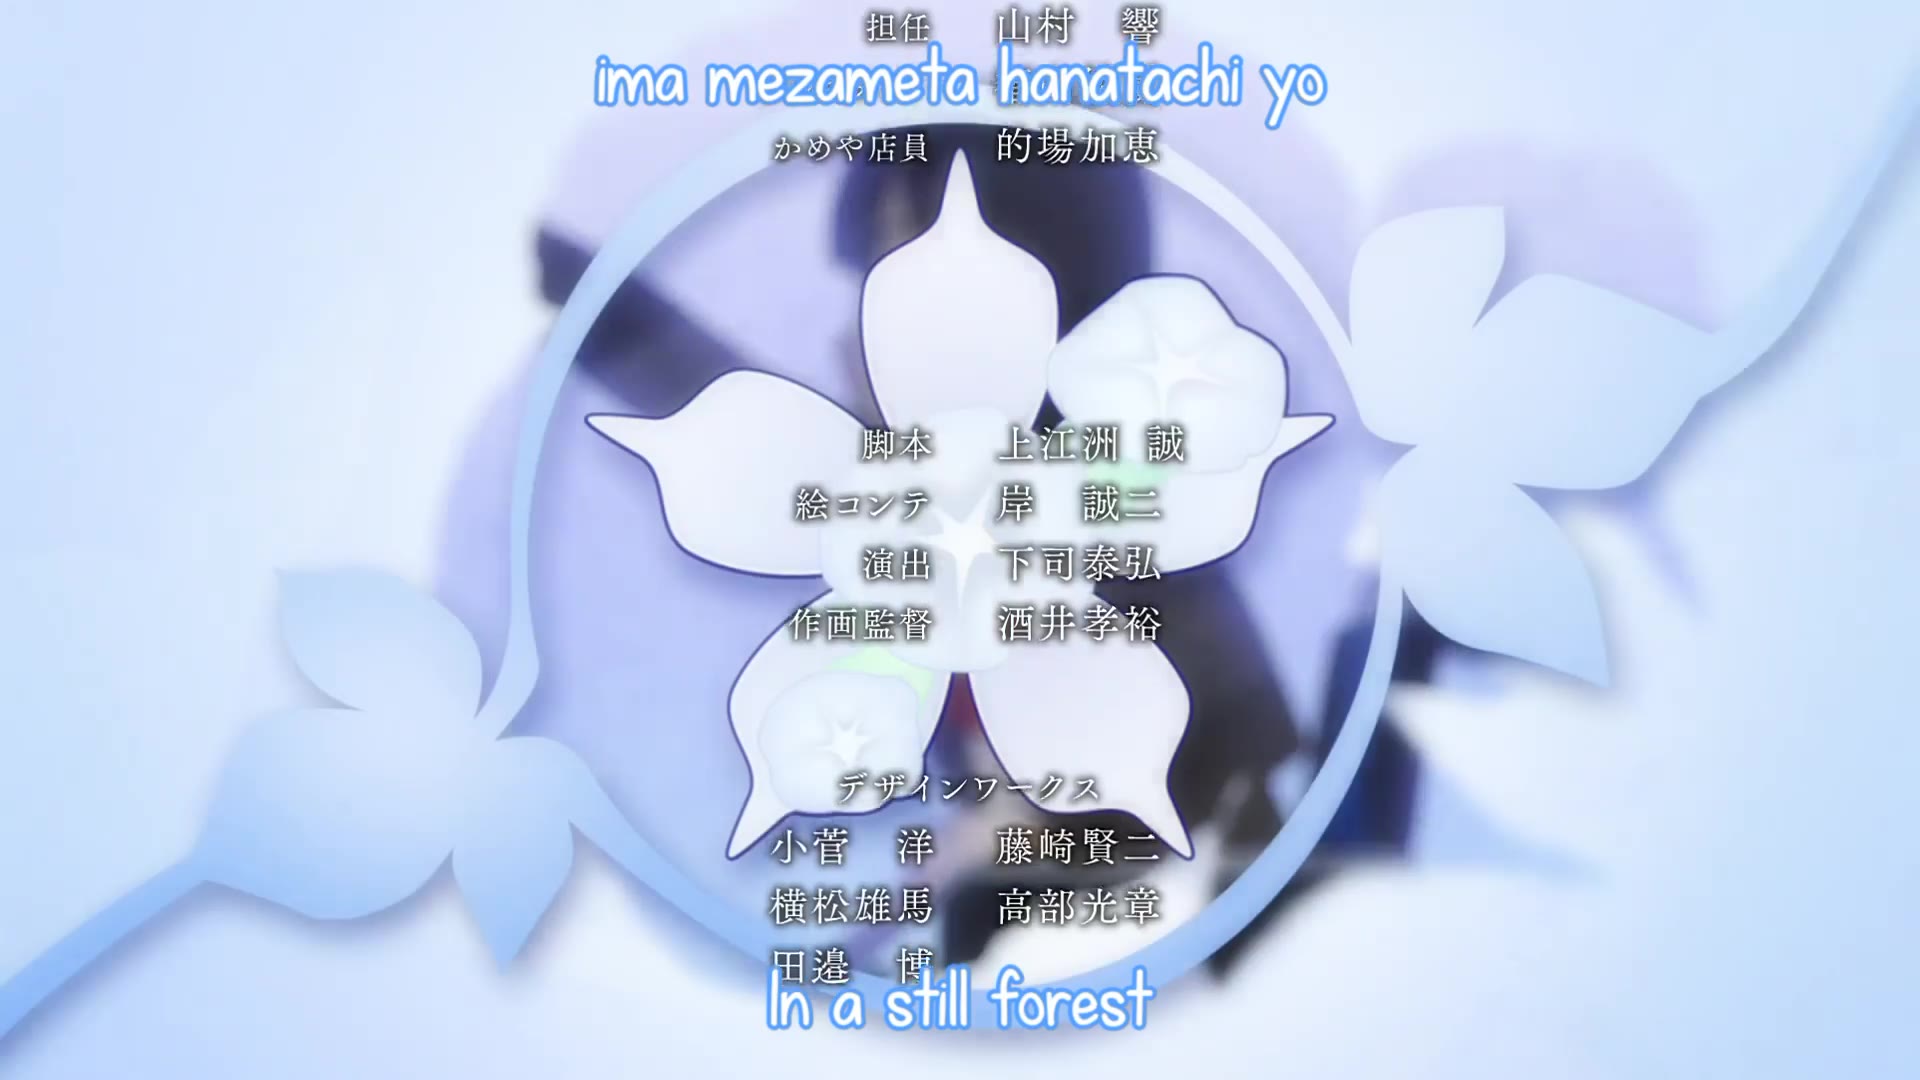 担任 山村 響
ima mezameta hanatachi yo
かめや店員 的場加恵
脚本 上江洲 誠
絵コンテ 岸 誠二
演出 下司泰弘
作画監督 酒井孝裕
デザインワークス
小菅 洋 藤崎賢二
横松雄馬 高部光章
田邉 博
In a still forest